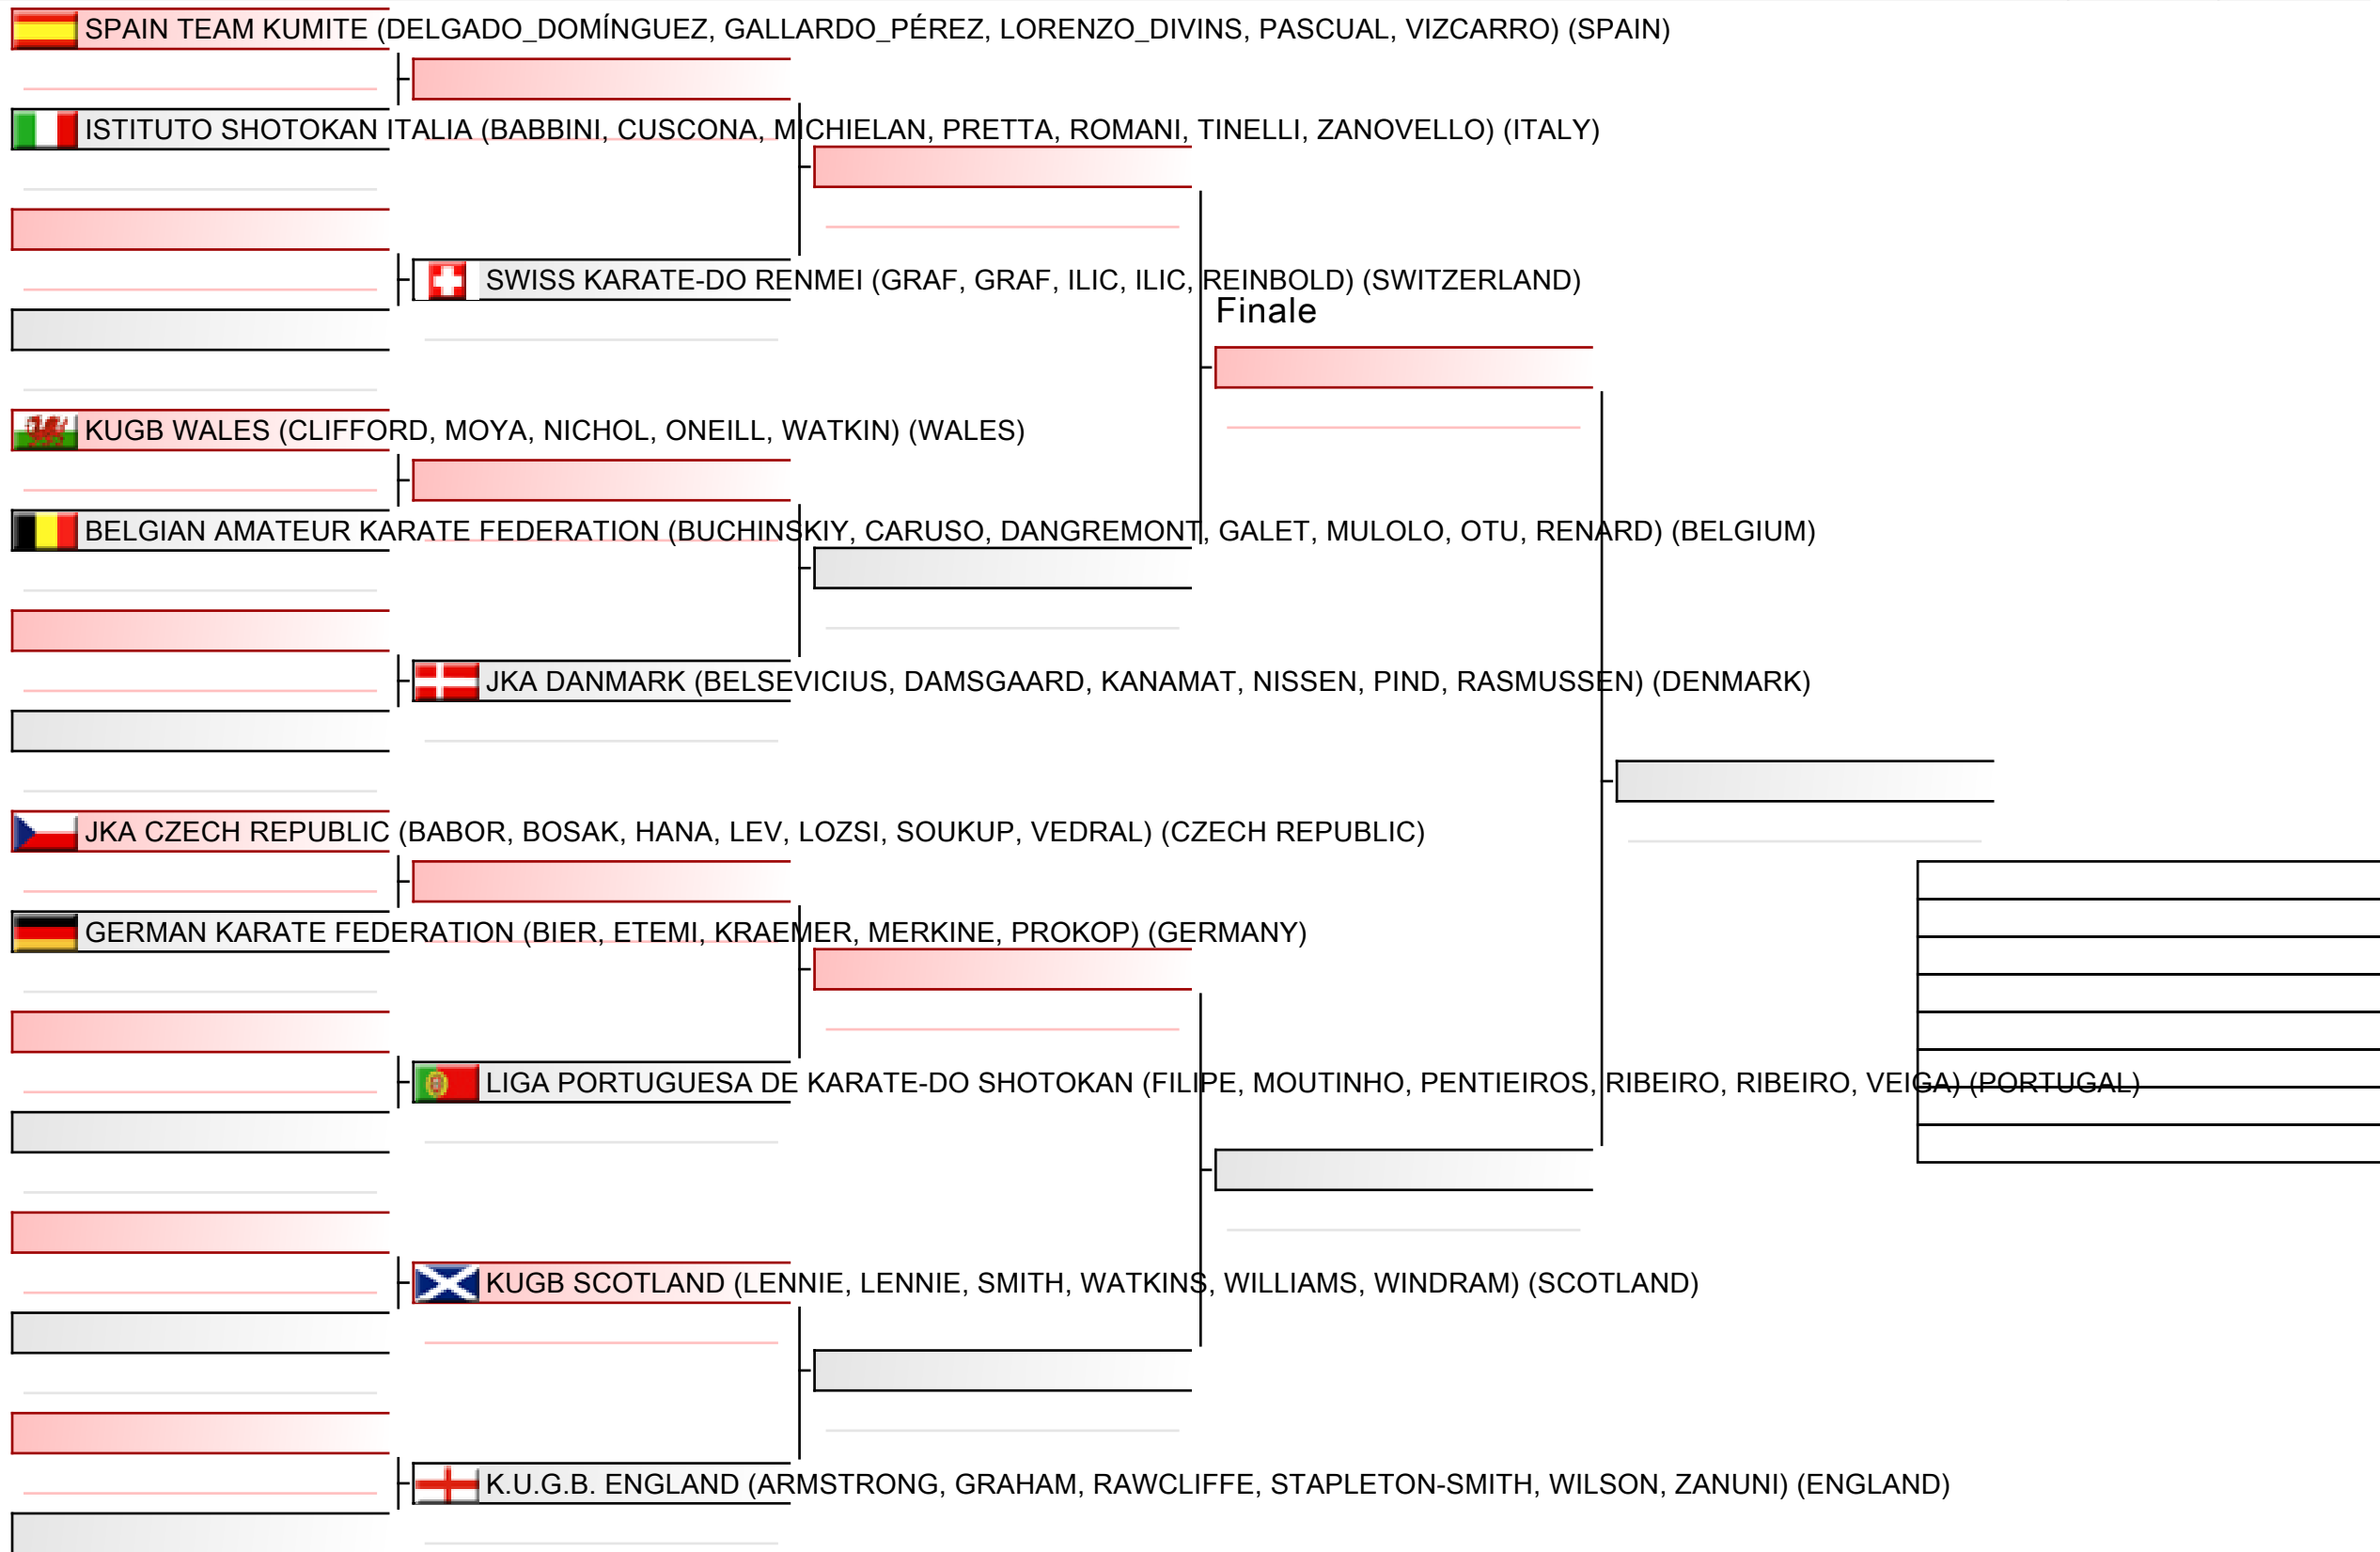 SPAIN TEAM KUMITE (DELGADO_DOMÍNGUEZ, GALLARDO_PÉREZ, LORENZO_DIVINS, PASCUAL, VIZCARRO) (SPAIN)
ISTITUTO SHOTOKAN ITALIA (BABBINI, CUSCONA, MICHIELAN, PRETTA, ROMANI, TINELLI, ZANOVELLO) (ITALY)
SWISS KARATE-DO RENMEI (GRAF, GRAF, ILIC, ILIC, REINBOLD) (SWITZERLAND)
Finale
KUGB WALES (CLIFFORD, MOYA, NICHOL, ONEILL, WATKIN) (WALES)
BELGIAN AMATEUR KARATE FEDERATION (BUCHINSKIY, CARUSO, DANGREMONT, GALET, MULOLO, OTU, RENARD) (BELGIUM)
JKA DANMARK (BELSEVICIUS, DAMSGAARD, KANAMAT, NISSEN, PIND, RASMUSSEN) (DENMARK)
JKA CZECH REPUBLIC (BABOR, BOSAK, HANA, LEV, LOZSI, SOUKUP, VEDRAL) (CZECH REPUBLIC)
GERMAN KARATE FEDERATION (BIER, ETEMI, KRAEMER, MERKINE, PROKOP) (GERMANY)
LIGA PORTUGUESA DE KARATE-DO SHOTOKAN (FILIPE, MOUTINHO, PENTIEIROS, RIBEIRO, RIBEIRO, VEIGA) (PORTUGAL)
KUGB SCOTLAND (LENNIE, LENNIE, SMITH, WATKINS, WILLIAMS, WINDRAM) (SCOTLAND)
K.U.G.B. ENGLAND (ARMSTRONG, GRAHAM, RAWCLIFFE, STAPLETON-SMITH, WILSON, ZANUNI) (ENGLAND)